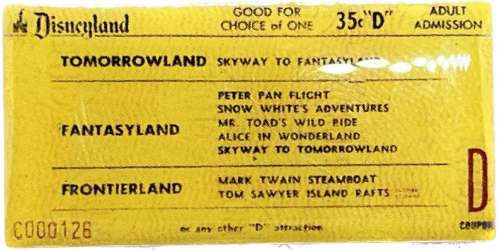 Disneyland
GOOD FOR
CHOICE of ONE
35c "D"
ADULT
ADMISSION
TOMORROWLAND SKYWAY TO FANTASYLAND
PETER PAN FLIGHT
SNOW WHITE'S ADVENTURES
FANTASYLAND MR. TOAD'S WILD RIDE
ALICE IN WONDERLAND
SKYWAY TO TOMORROWLAND
FRONTIERLAND MARK TWAIN STEAMBOAT
TOM SAWYER ISLAND RAFTS
D
COUPON
C000126
or any other "D" attraction